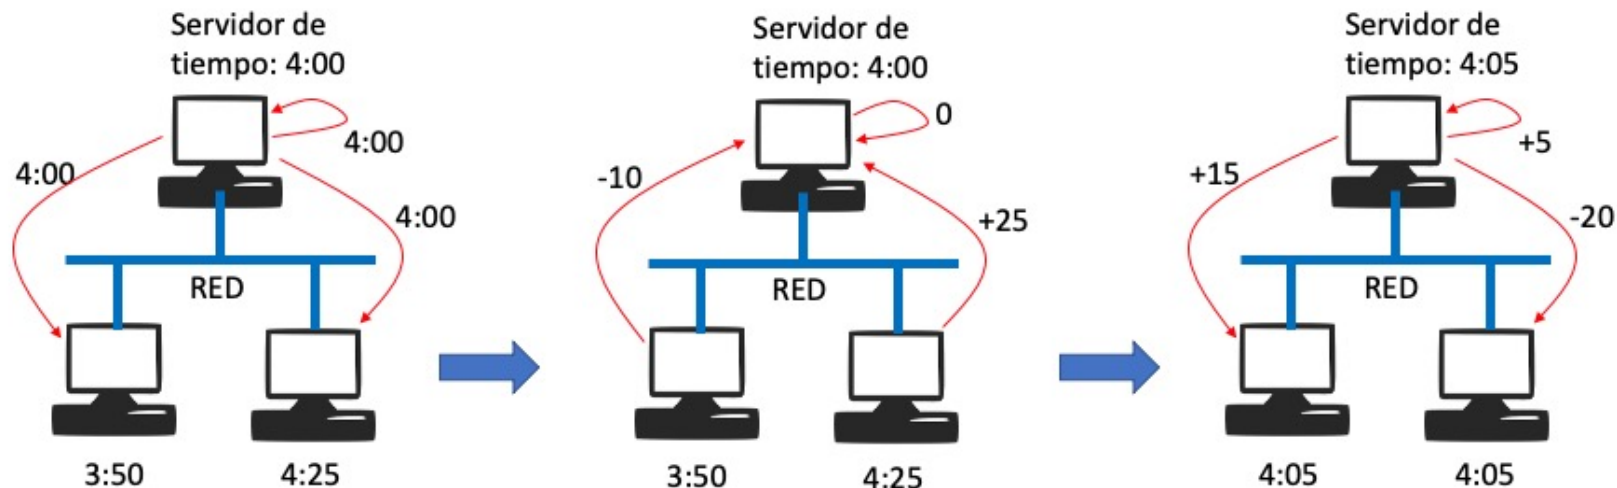 Servidor de
tiempo: 4:00
4:00
4:00
4:00
RED
3:50
4:25
Servidor de
tiempo: 4:00
0
-10
+25
RED
3:50
4:25
Servidor de
tiempo: 4:05
+5
+15
-20
RED
4:05
4:05